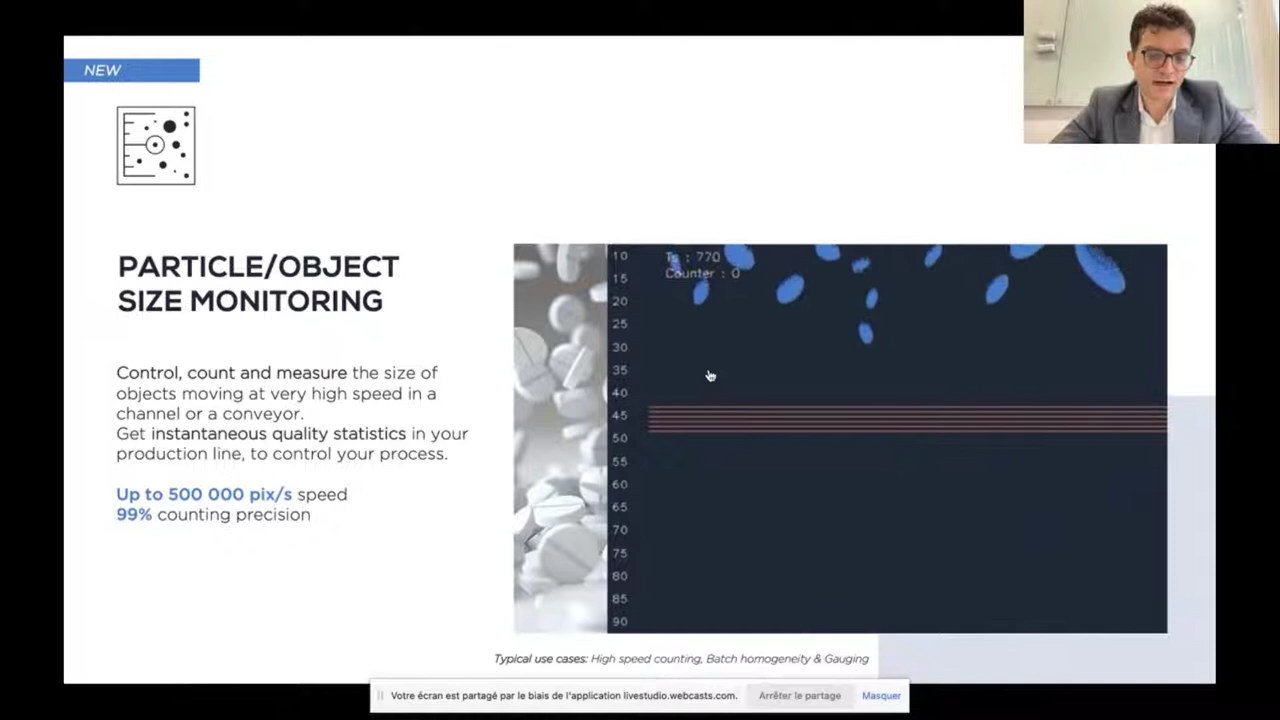 NEW
PARTICLE/OBJECT
SIZE MONITORING
Control, count and measure the size of
objects moving at very high speed in a
channel or a conveyor.
Get instantaneous quality statistics in your
production line, to control your process.
Up to 500 000 pix/s speed
99% counting precision
Ts : 770
Counter : 0
10
15
20
25
30
35
40
45
50
55
60
65
70
75
80
85
90
Typical use cases: High speed counting, Batch homogeneity & Gauging
Votre écran est partagé par le biais de l'application livestudio.webcasts.com.
Arrêter le partage
Masquer